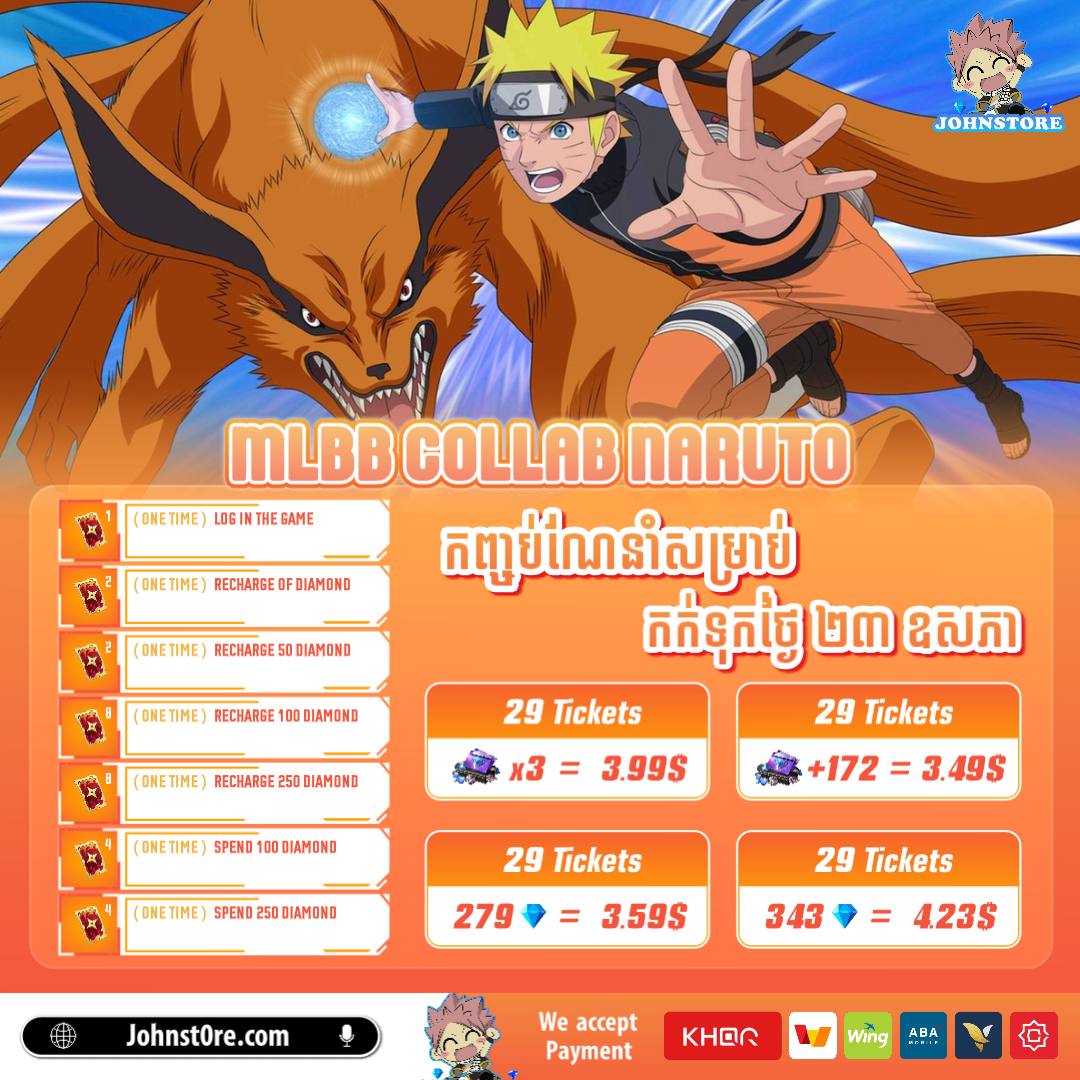 JOHNSTORE
MLBB COLLAB NARUTO
1
(ONE TIME) LOG IN THE GAME
2
(ONE TIME) RECHARGE OF DIAMOND
2
(ONE TIME) RECHARGE 50 DIAMOND
8
(ONE TIME) RECHARGE 100 DIAMOND
8
(ONE TIME) RECHARGE 250 DIAMOND
4
(ONE TIME) SPEND 100 DIAMOND
4
(ONE TIME) SPEND 250 DIAMOND
កញ្ចប់ណែនាំសម្រាប់
កក់ទុកថ្ងៃ ២៣ ឧសភា
29 Tickets
x3 = 3.99$
29 Tickets
+172 = 3.49$
29 Tickets
279 = 3.59$
29 Tickets
343 = 4.23$
Johnst0re.com
We accept
Payment
KHQR
Wing
ABA
MOBILE